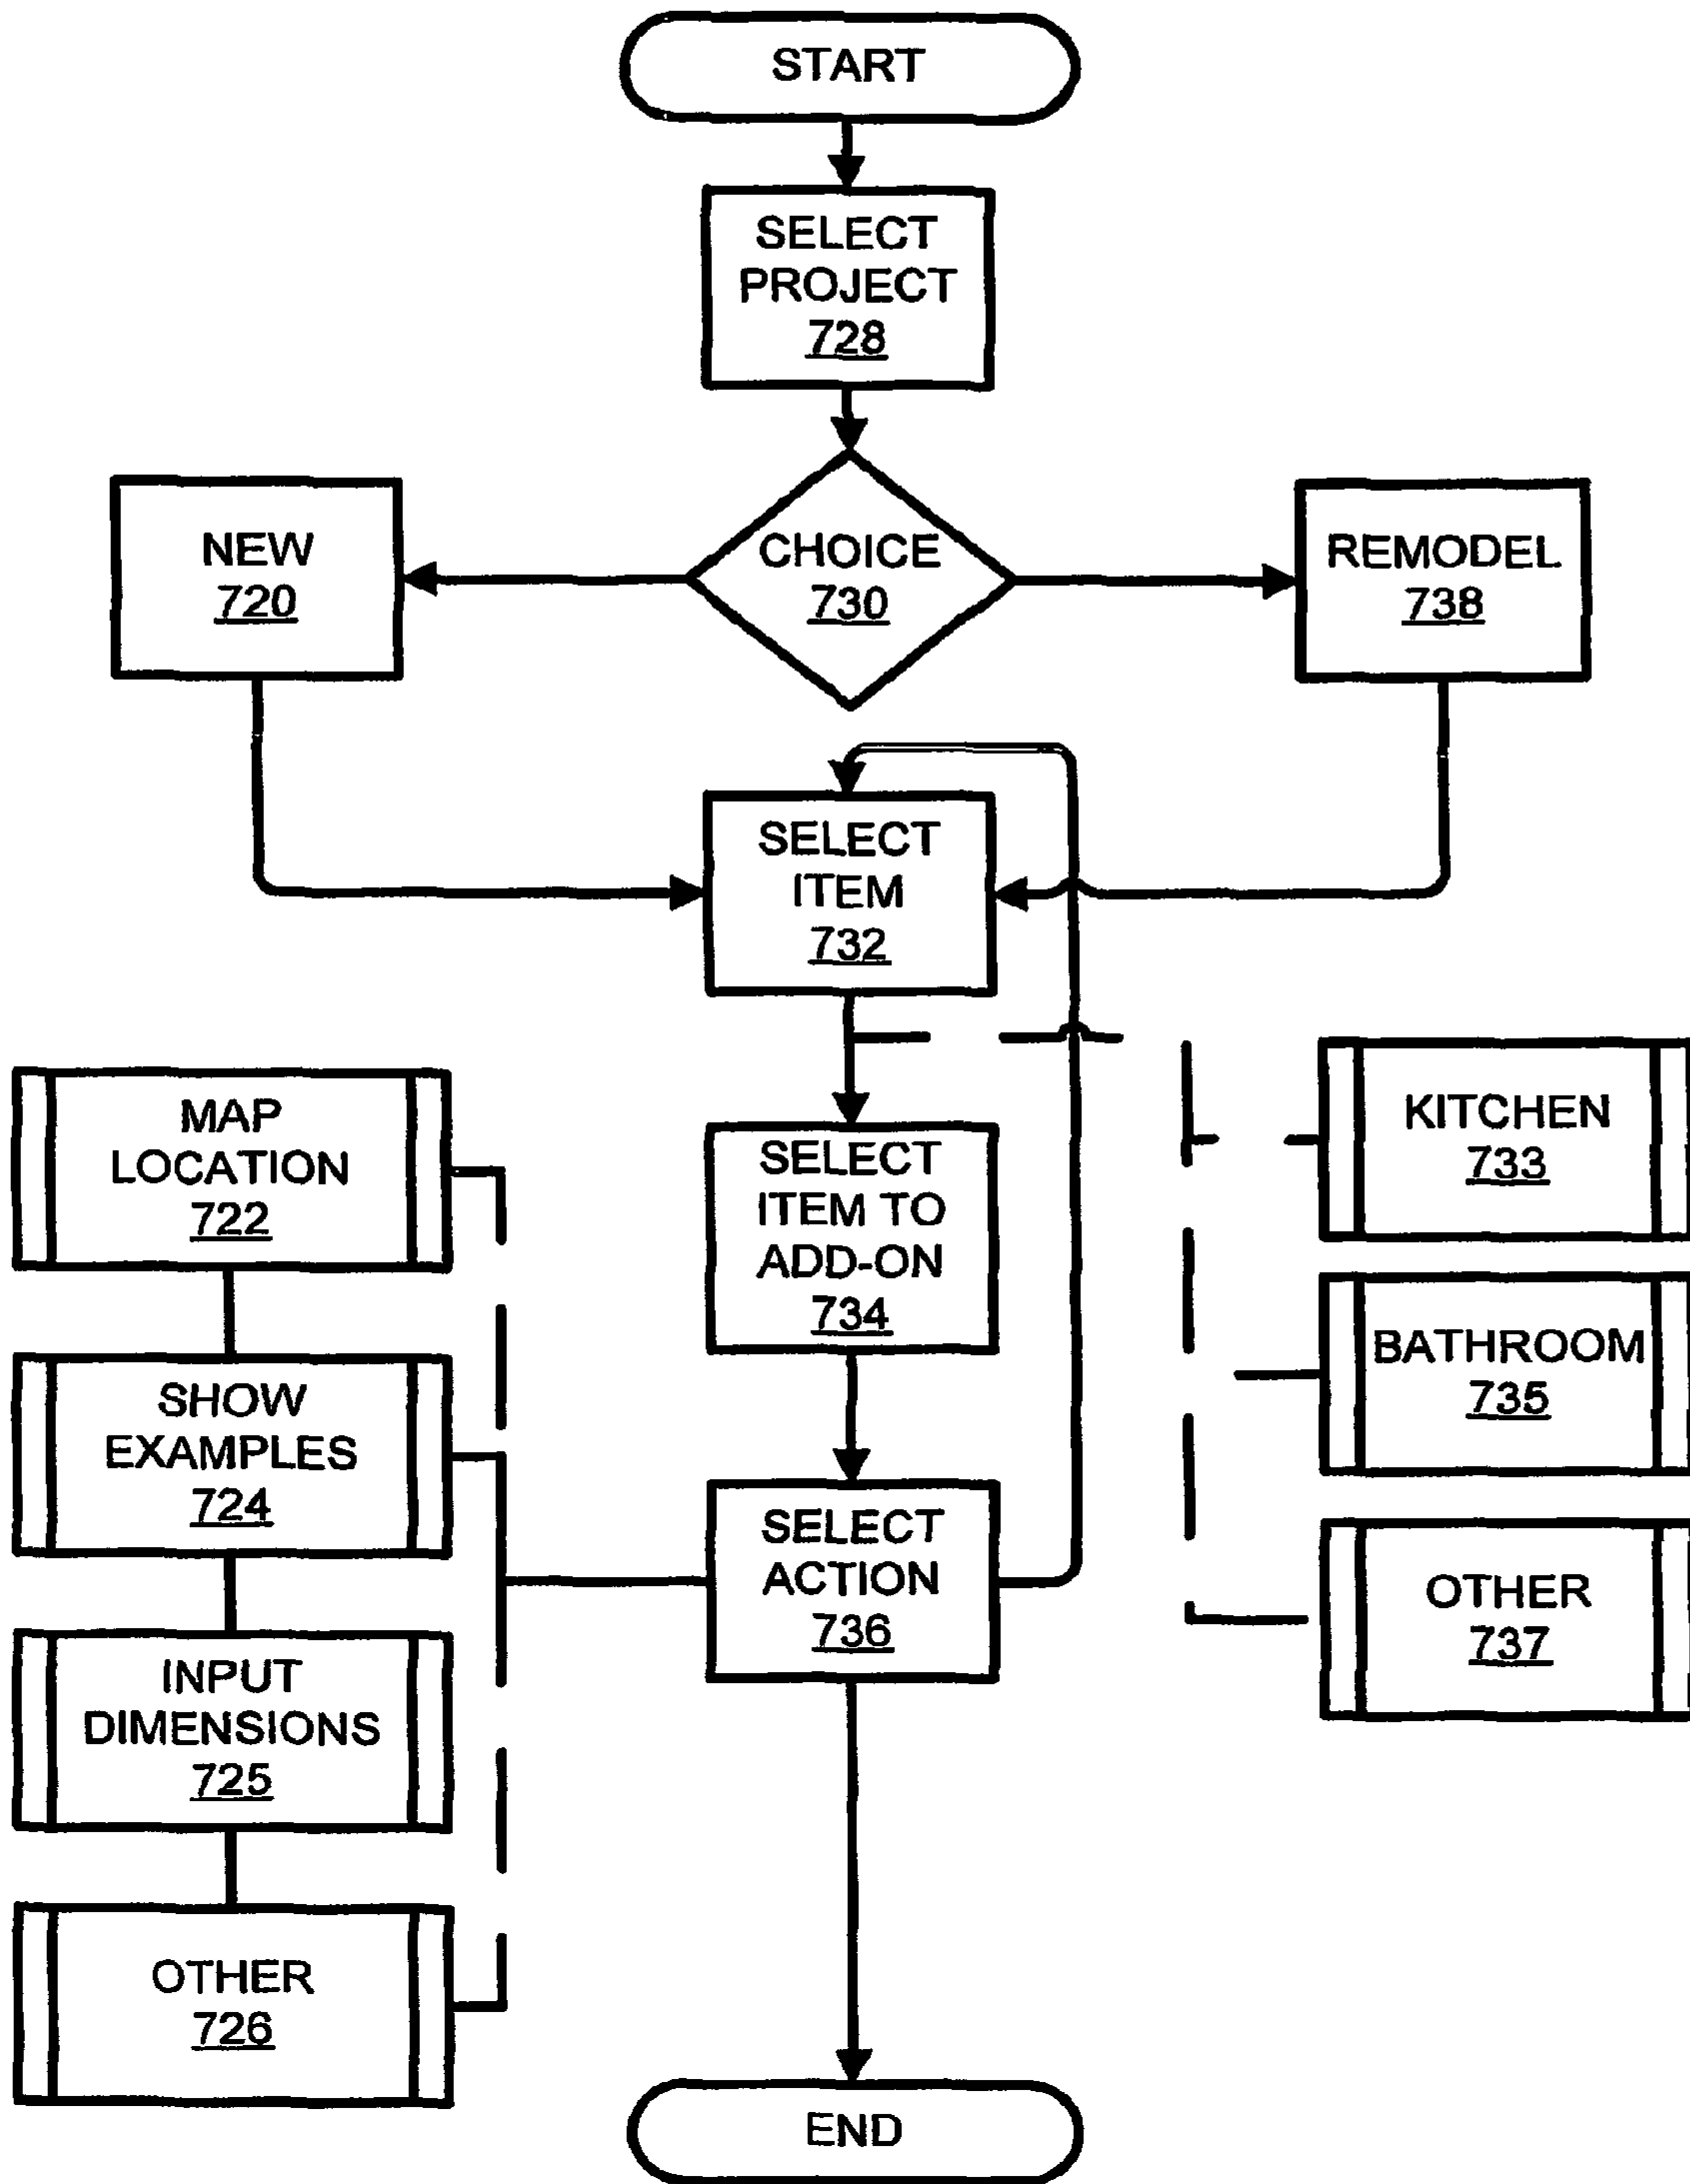 START
SELECT
PROJECT
728
NEW
720
CHOICE
730
REMODEL
738
SELECT
ITEM
732
MAP
LOCATION
722
SELECT
ITEM TO
ADD-ON
734
KITCHEN
733
SHOW
EXAMPLES
724
BATHROOM
735
SELECT
ACTION
736
OTHER
737
INPUT
DIMENSIONS
725
OTHER
726
END